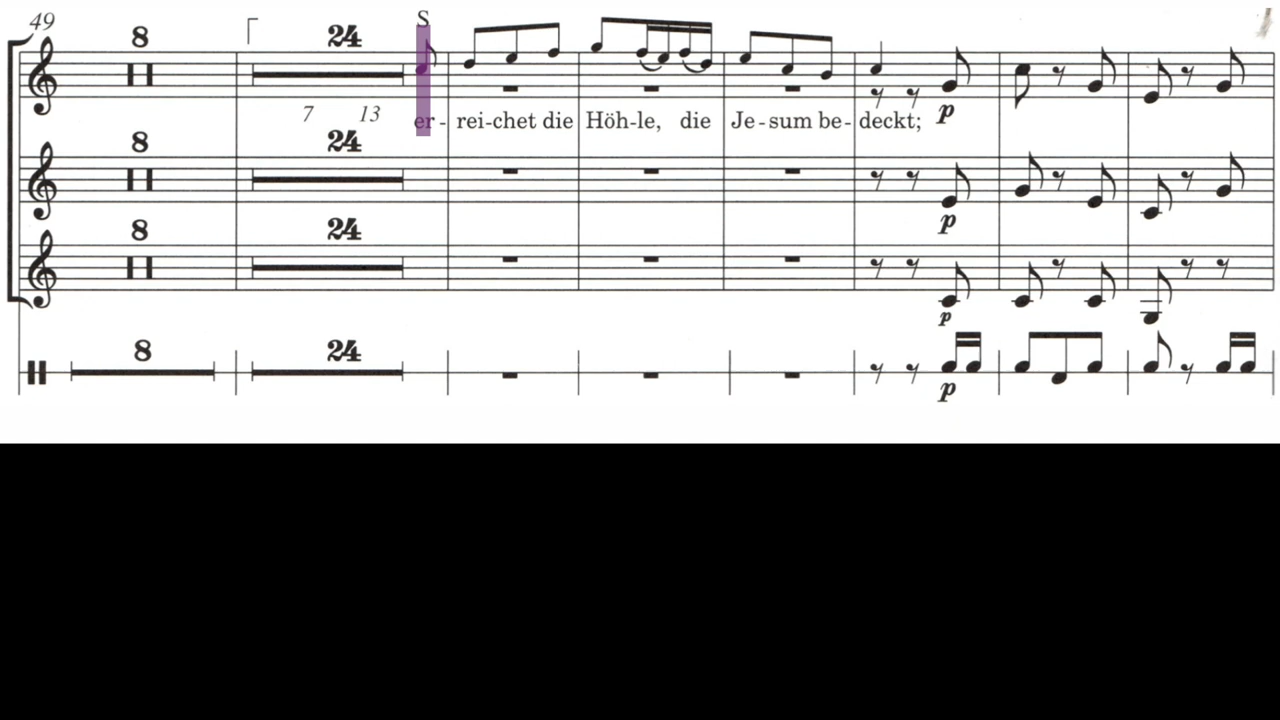 49
8 24 S
7 13 er - rei-chet die Höh-le, die Je-sum be-deckt;
p
8 24
p
8 24
p
8 24
p